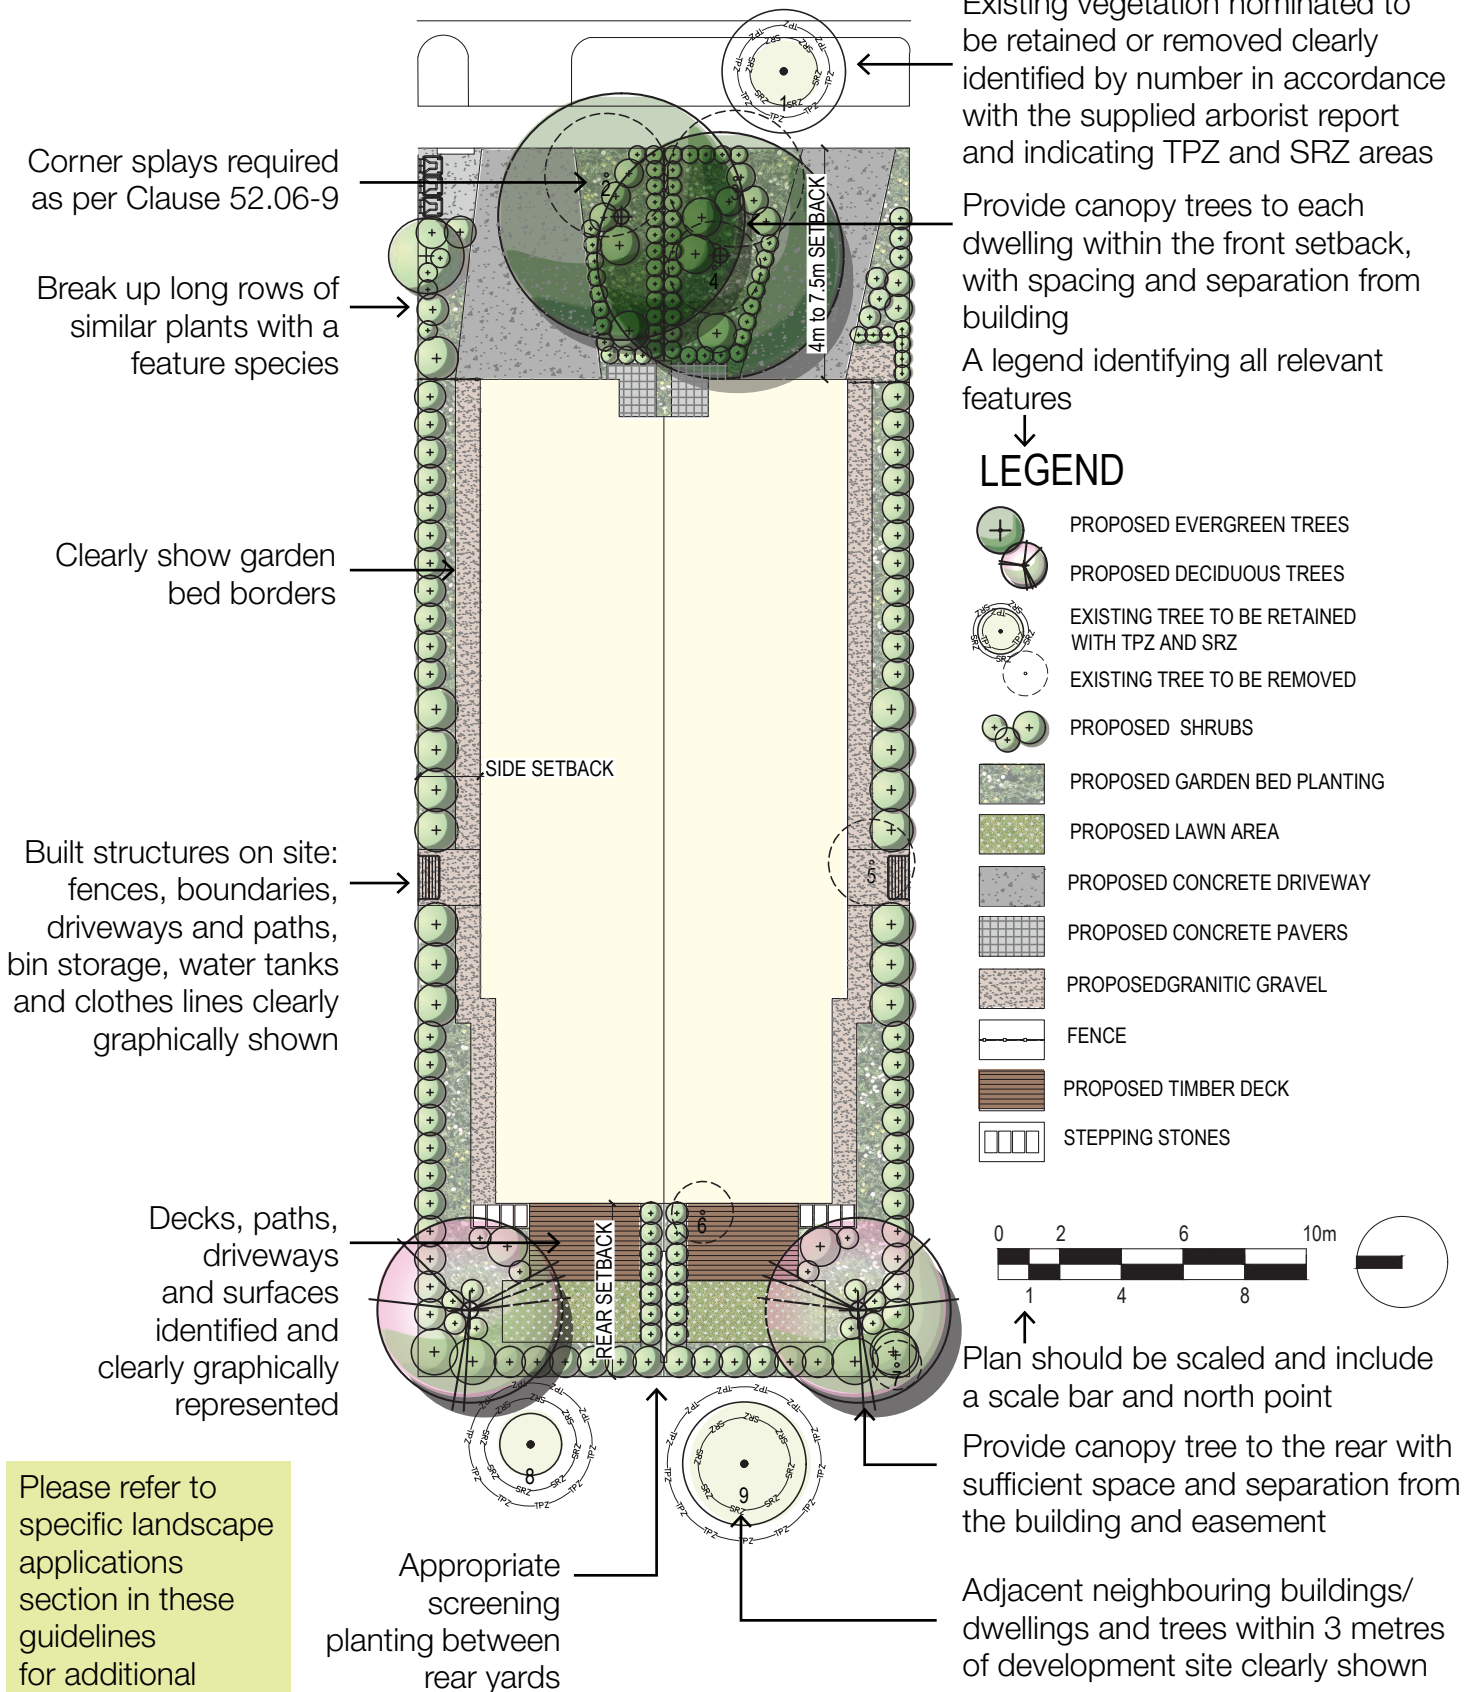 Existing vegetation nominated to
be retained or removed clearly
identified by number in accordance
with the supplied arborist report
and indicating TPZ and SRZ areas
Corner splays required
as per Clause 52.06-9
Provide canopy trees to each
dwelling within the front setback,
with spacing and separation from
building
Break up long rows of
similar plants with a
feature species
A legend identifying all relevant
features
Clearly show garden
bed borders
Built structures on site:
fences, boundaries,
driveways and paths,
bin storage, water tanks
and clothes lines clearly
graphically shown
Decks, paths,
driveways
and surfaces
identified and
clearly graphically
represented
Please refer to
specific landscape
applications
section in these
guidelines
for additional
Appropriate
screening
planting between
rear yards
LEGEND
PROPOSED EVERGREEN TREES
PROPOSED DECIDUOUS TREES
EXISTING TREE TO BE RETAINED
WITH TPZ AND SRZ
EXISTING TREE TO BE REMOVED
PROPOSED SHRUBS
PROPOSED GARDEN BED PLANTING
PROPOSED LAWN AREA
PROPOSED CONCRETE DRIVEWAY
PROPOSED CONCRETE PAVERS
PROPOSEDGRANITIC GRAVEL
FENCE
PROPOSED TIMBER DECK
STEPPING STONES
0 2 6 10m
1 4 8
Plan should be scaled and include
a scale bar and north point
Provide canopy tree to the rear with
sufficient space and separation from
the building and easement
Adjacent neighbouring buildings/
dwellings and trees within 3 metres
of development site clearly shown
1
2
4
4m to 7.5m SETBACK
SIDE SETBACK
5
6
REAR SETBACK
7
8
9
TPZ
SRZ